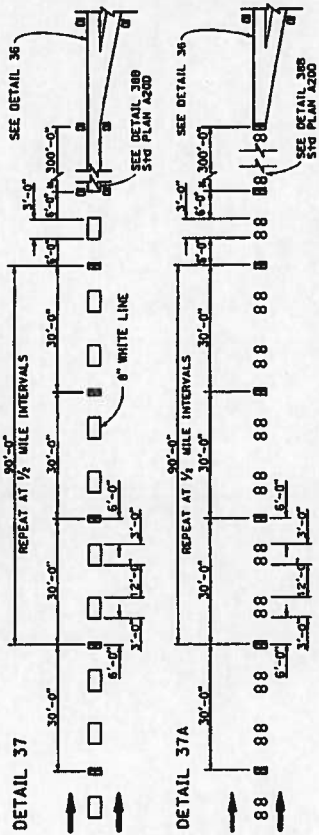 DETAIL 37
90'-0"
REPEAT AT 1/2 MILE INTERVALS
30'-0"
30'-0"
30'-0"
30'-0"
6'-0"
3'-0"
6'-0"
300'-0"
SEE DETAIL 36
SEE DETAIL 38B
Std PLAN A20D
8" WHITE LINE
6'-0"
3'-0"
12'-0"
3'-0"
6'-0"
DETAIL 37A
90'-0"
REPEAT AT 1/2 MILE INTERVALS
30'-0"
30'-0"
30'-0"
6'-0"
3'-0"
6'-0"
300'-0"
SEE DETAIL 36
SEE DETAIL 38B
Std PLAN A20D
6'-0"
3'-0"
12'-0"
3'-0"
6'-0"